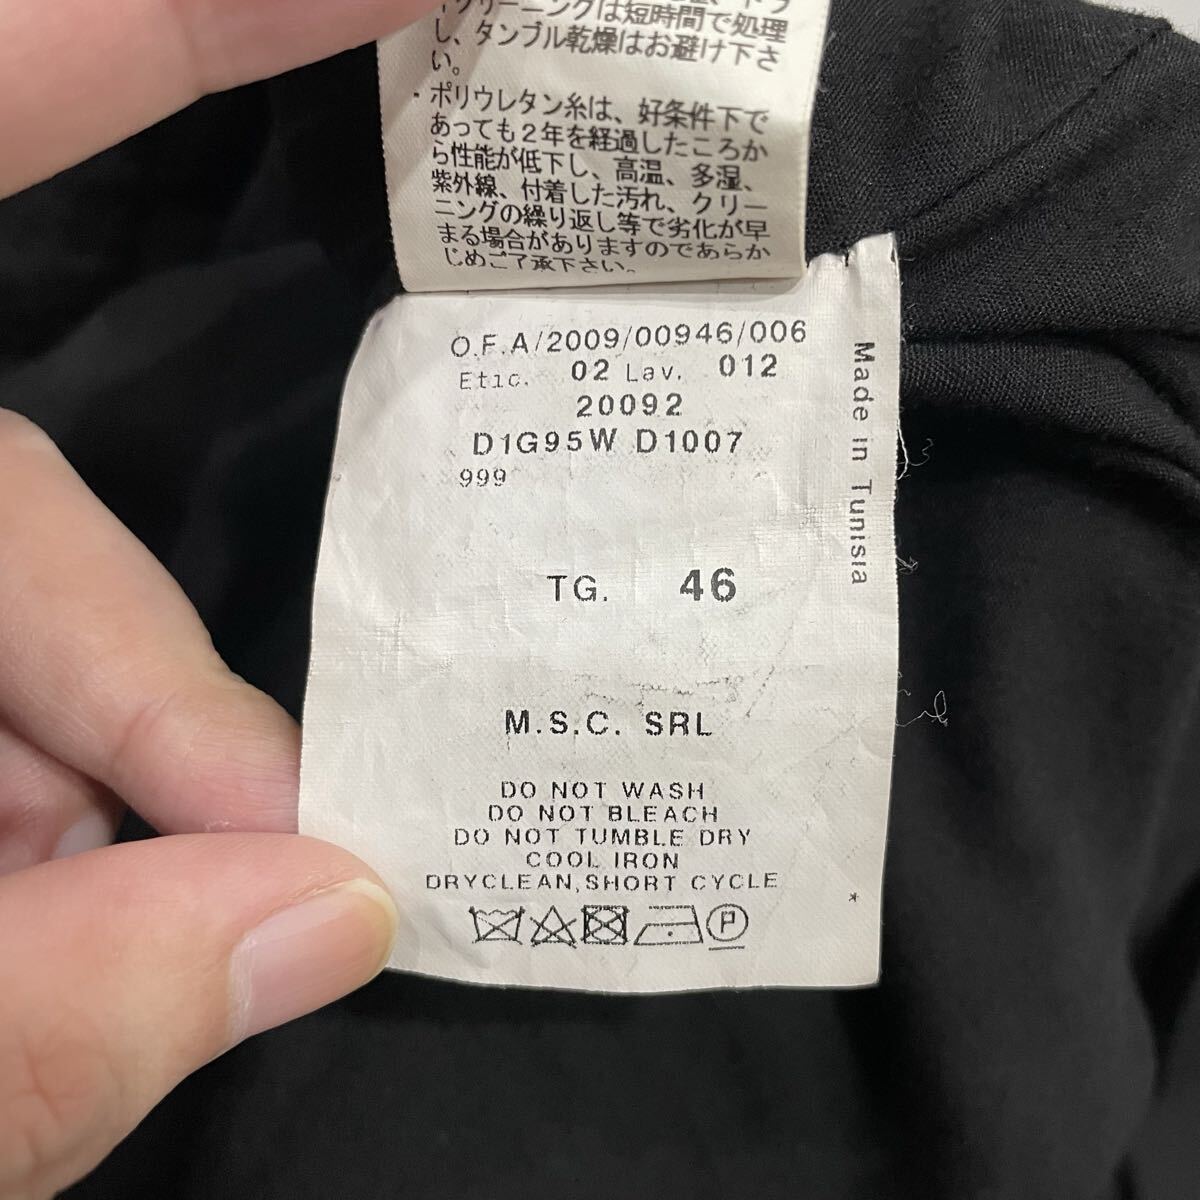 クリーニングは短時間で処理
し、タンブル乾燥はお避け下さ
い。
・ポリウレタン糸は、好条件下で
あっても2年を経過したころか
ら性能が低下し、高温、多湿、
紫外線、付着した汚れ、クリー
ニングの繰り返し等で劣化が早
まる場合がありますのであらか
じめご了承下さい。
O.F.A/2009/00946/006
Etic. 02 Lav. 012
20092
D1G95W D1007
999
Made in Tunisia
TG. 46
M.S.C. SRL
DO NOT WASH
DO NOT BLEACH
DO NOT TUMBLE DRY
COOL IRON
DRYCLEAN,SHORT CYCLE
*
P